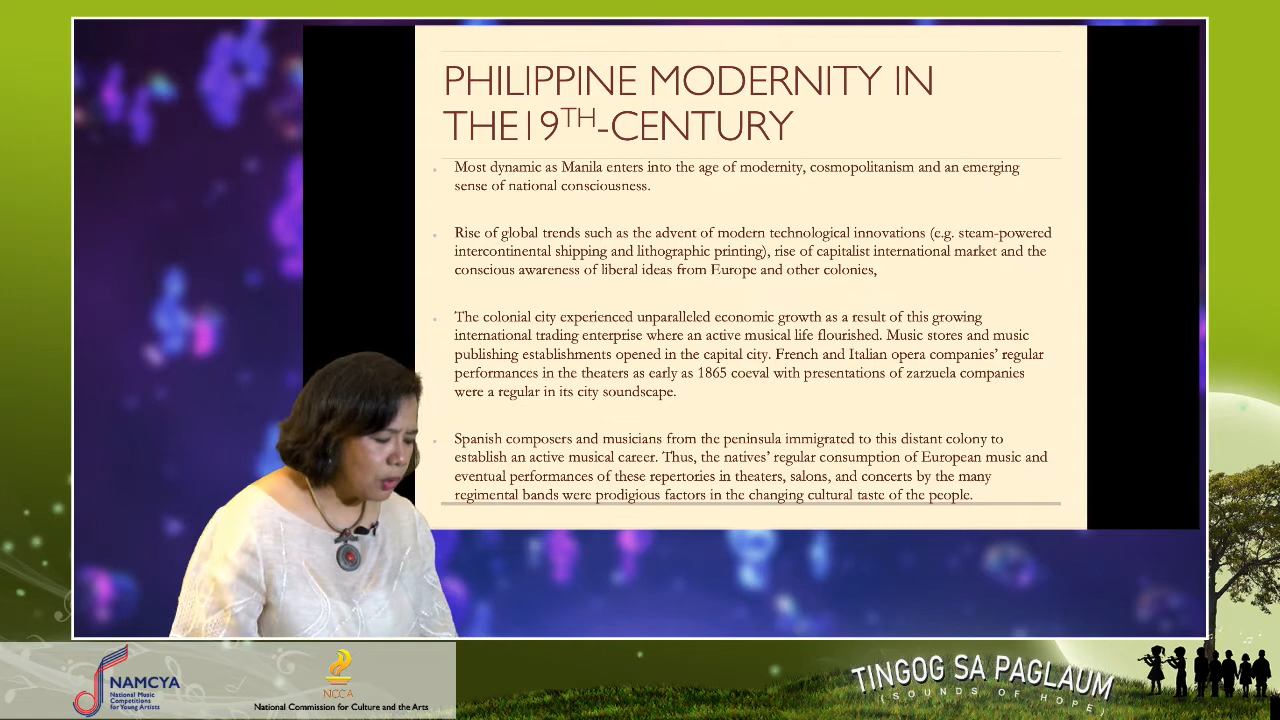 PHILIPPINE MODERNITY IN
THE19TH-CENTURY
Most dynamic as Manila enters into the age of modernity, cosmopolitanism and an emerging
sense of national consciousness.
Rise of global trends such as the advent of modern technological innovations (e.g. steam-powered
intercontinental shipping and lithographic printing), rise of capitalist international market and the
conscious awareness of liberal ideas from Europe and other colonies,
The colonial city experienced unparalleled economic growth as a result of this growing
international trading enterprise where an active musical life flourished. Music stores and music
publishing establishments opened in the capital city. French and Italian opera companies’ regular
performances in the theaters as early as 1865 coeval with presentations of zarzuela companies
were a regular in its city soundscape.
Spanish composers and musicians from the peninsula immigrated to this distant colony to
establish an active musical career. Thus, the natives’ regular consumption of European music and
eventual performances of these repertories in theaters, salons, and concerts by the many
regimental bands were prodigious factors in the changing cultural taste of the people.
NAMCYA
National Music
Competitions
for Young Artists
NCCA
National Commission for Culture and the Arts
TINGOG SA PAGLAUM
(SOUNDS OF HOPE)